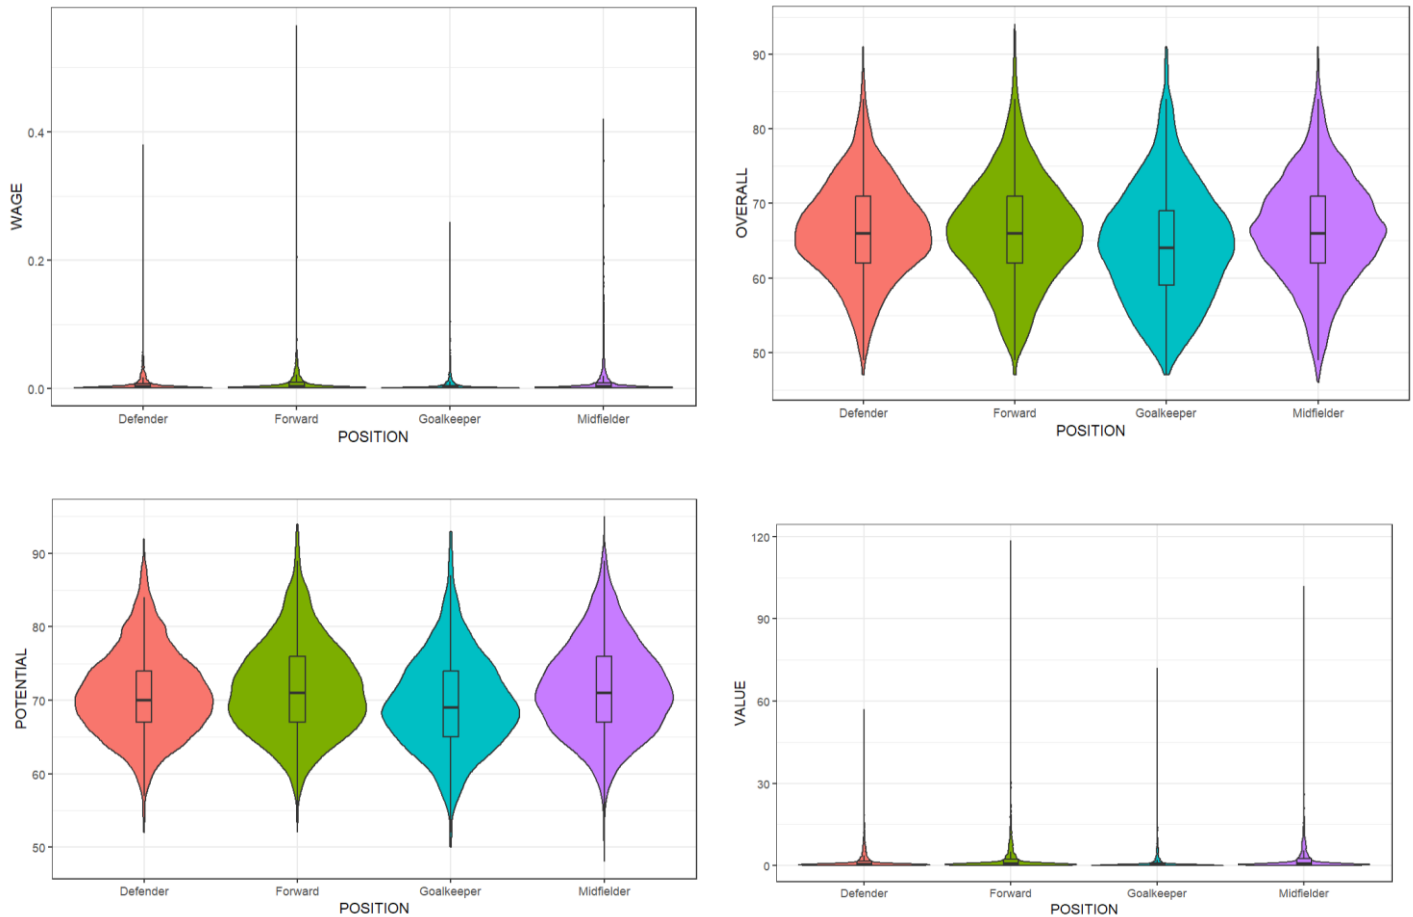 WAGE
0.4
0.2
0.0
Defender Forward Goalkeeper Midfielder
POSITION
OVERALL
90
80
70
60
50
Defender Forward Goalkeeper Midfielder
POSITION
POTENTIAL
90
80
70
60
50
Defender Forward Goalkeeper Midfielder
POSITION
VALUE
120
90
60
30
0
Defender Forward Goalkeeper Midfielder
POSITION